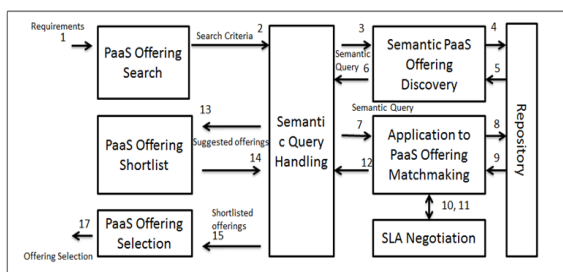 Requirements
1
PaaS Offering
Search
Search Criteria
2
3
Semantic
Query
6
Semantic PaaS
Offering
Discovery
4
5
Repository
Semanti
c Query
Handling
13
Suggested offerings
14
PaaS Offering
Shortlist
Semantic Query
7
12
Application to
PaaS Offering
Matchmaking
8
9
10, 11
SLA Negotiation
17
Offering Selection
PaaS Offering
Selection
Shortlisted
offerings
15